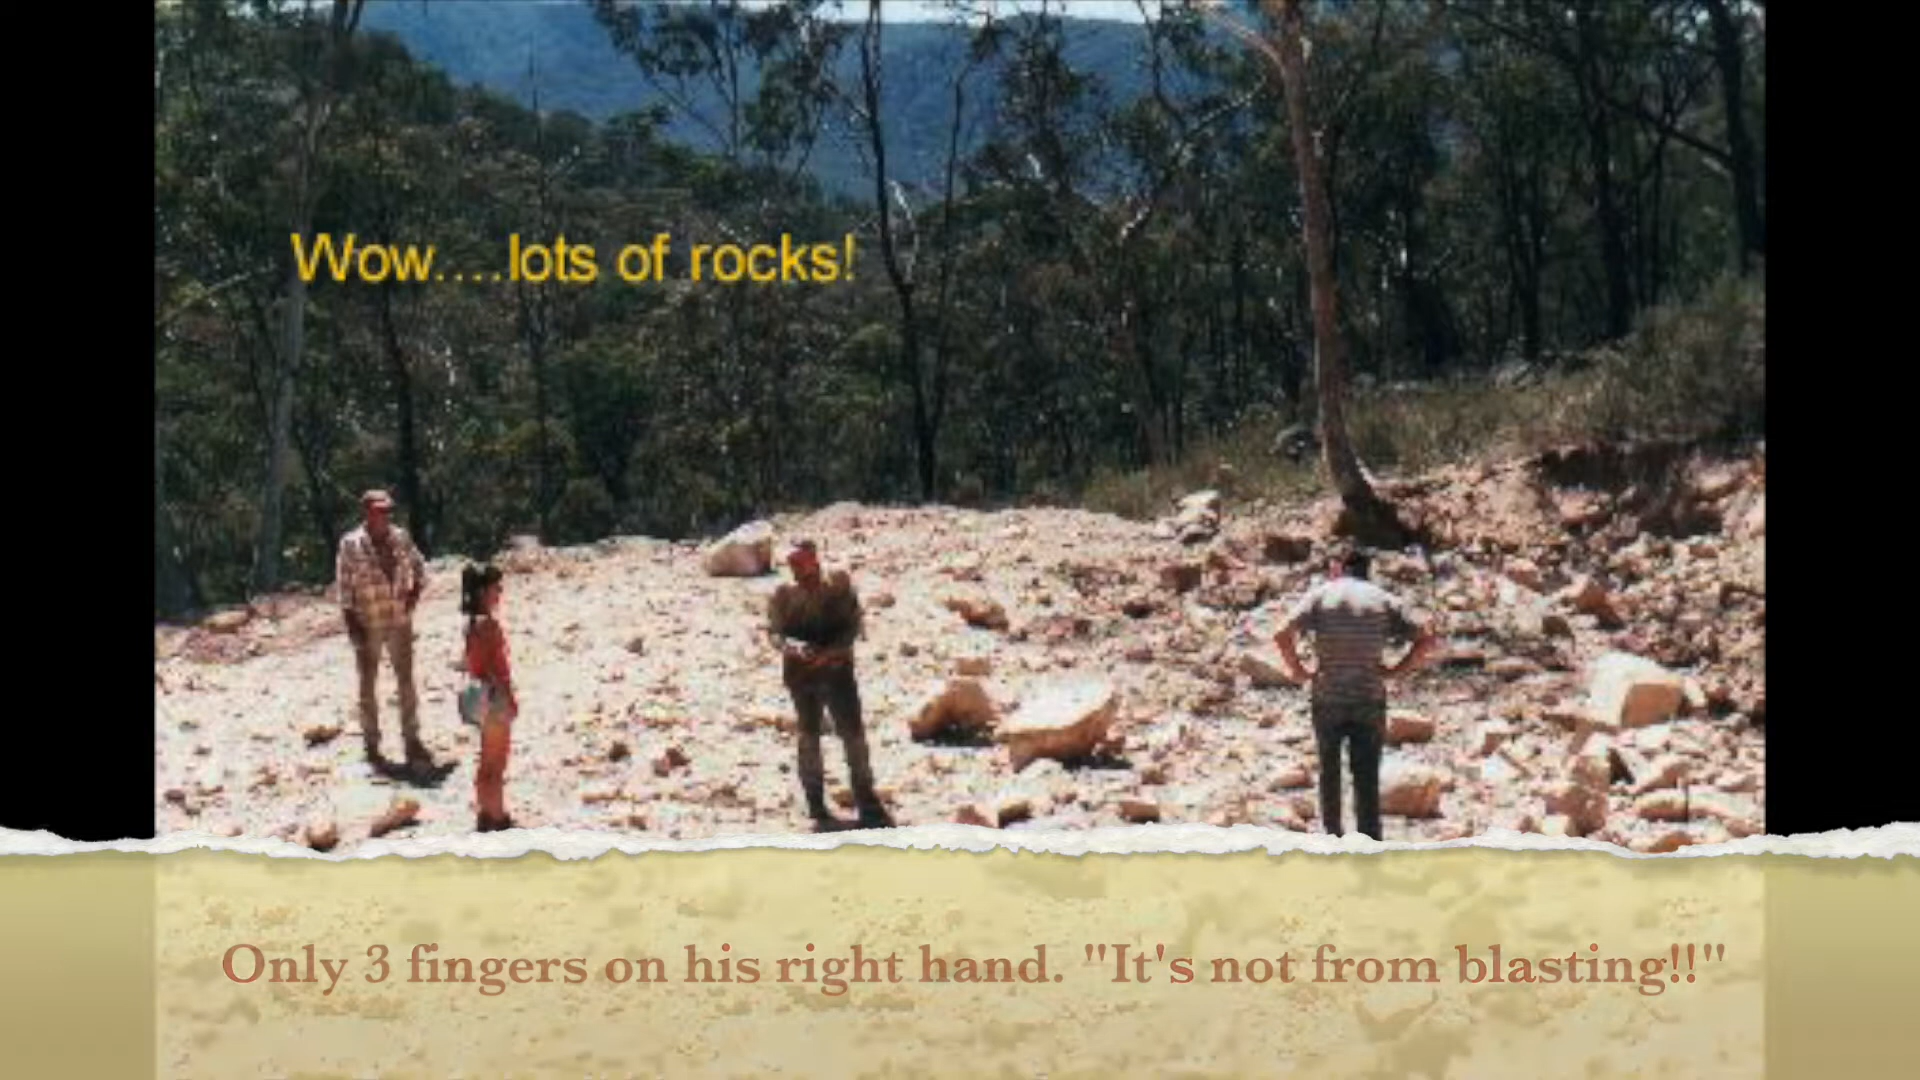 Wow....lots of rocks!
Only 3 fingers on his right hand. "It's not from blasting!!"